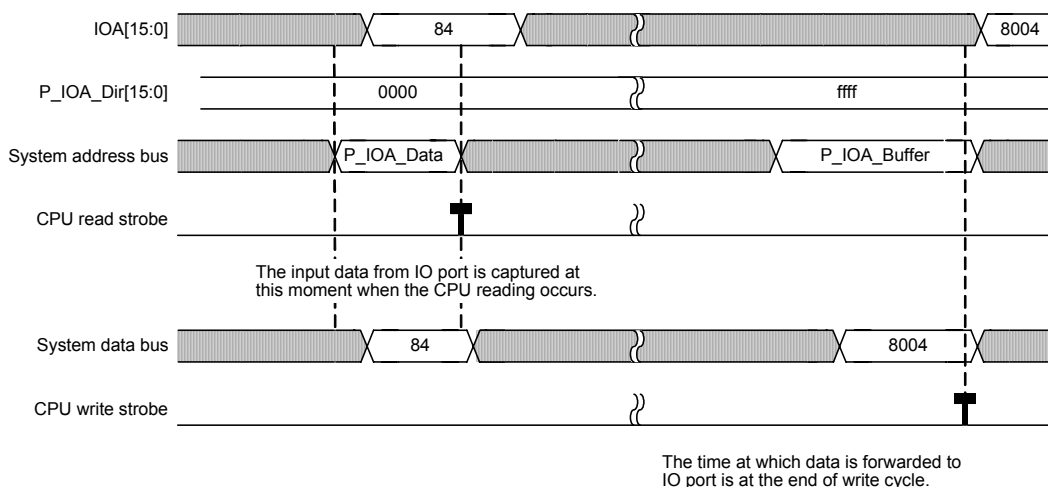 IOA[15:0] 84 8004
P_IOA_Dir[15:0] 0000 ffff
System address bus P_IOA_Data P_IOA_Buffer
CPU read strobe
The input data from IO port is captured at
this moment when the CPU reading occurs.
System data bus 84 8004
CPU write strobe
The time at which data is forwarded to
IO port is at the end of write cycle.